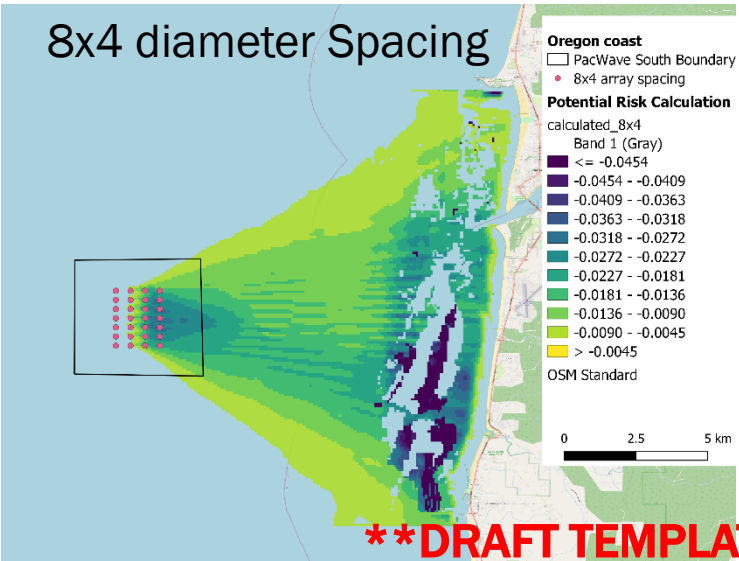 8x4 diameter Spacing
Oregon coast
PacWave South Boundary
8x4 array spacing
Potential Risk Calculation
calculated_8x4
Band 1 (Gray)
<= -0.0454
-0.0454 - -0.0409
-0.0409 - -0.0363
-0.0363 - -0.0318
-0.0318 - -0.0272
-0.0272 - -0.0227
-0.0227 - -0.0181
-0.0181 - -0.0136
-0.0136 - -0.0090
-0.0090 - -0.0045
> -0.0045
OSM Standard
0 2.5 5 km
**DRAFT TEMPLA